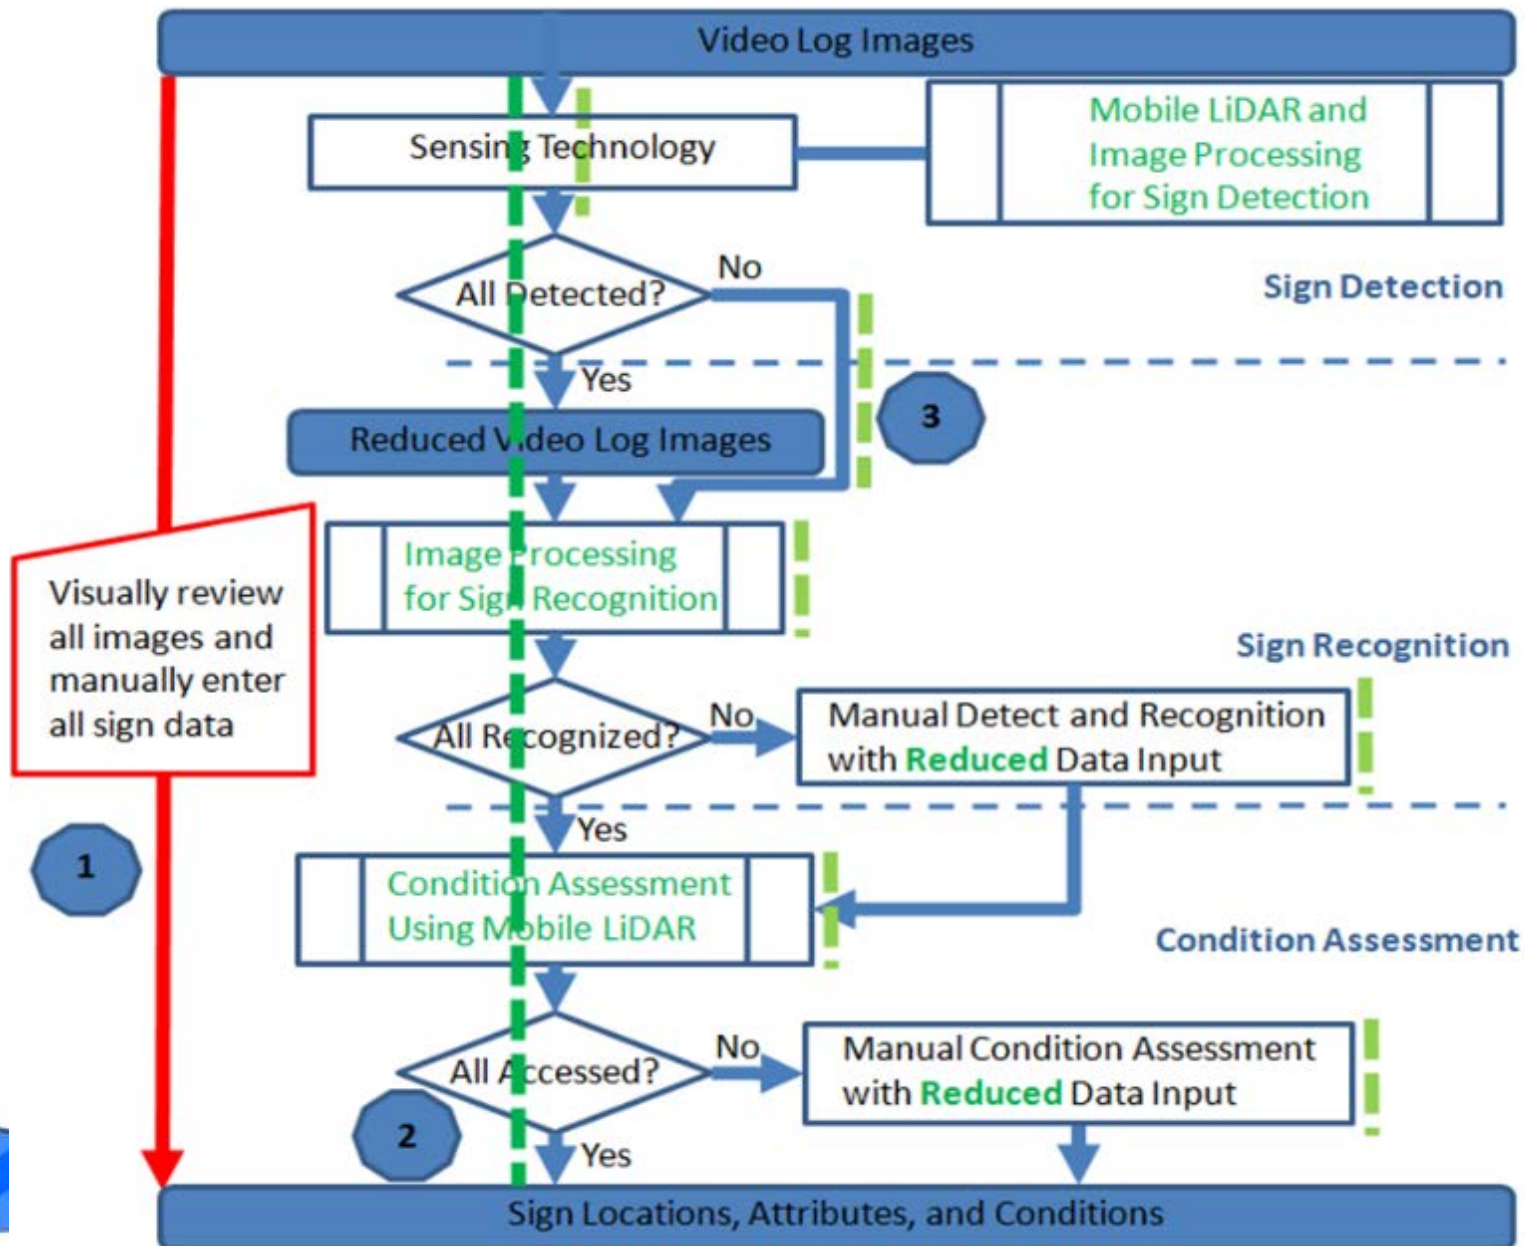 Video Log Images
Sensing Technology
Mobile LiDAR and
Image Processing
for Sign Detection
All Detected?
No
Sign Detection
Yes
3
Reduced Video Log Images
Image Processing
for Sign Recognition
Visually review
all images and
manually enter
all sign data
Sign Recognition
All Recognized?
No
Manual Detect and Recognition
with Reduced Data Input
Yes
1
Condition Assessment
Using Mobile LiDAR
Condition Assessment
All Accessed?
No
Manual Condition Assessment
with Reduced Data Input
2
Yes
Sign Locations, Attributes, and Conditions